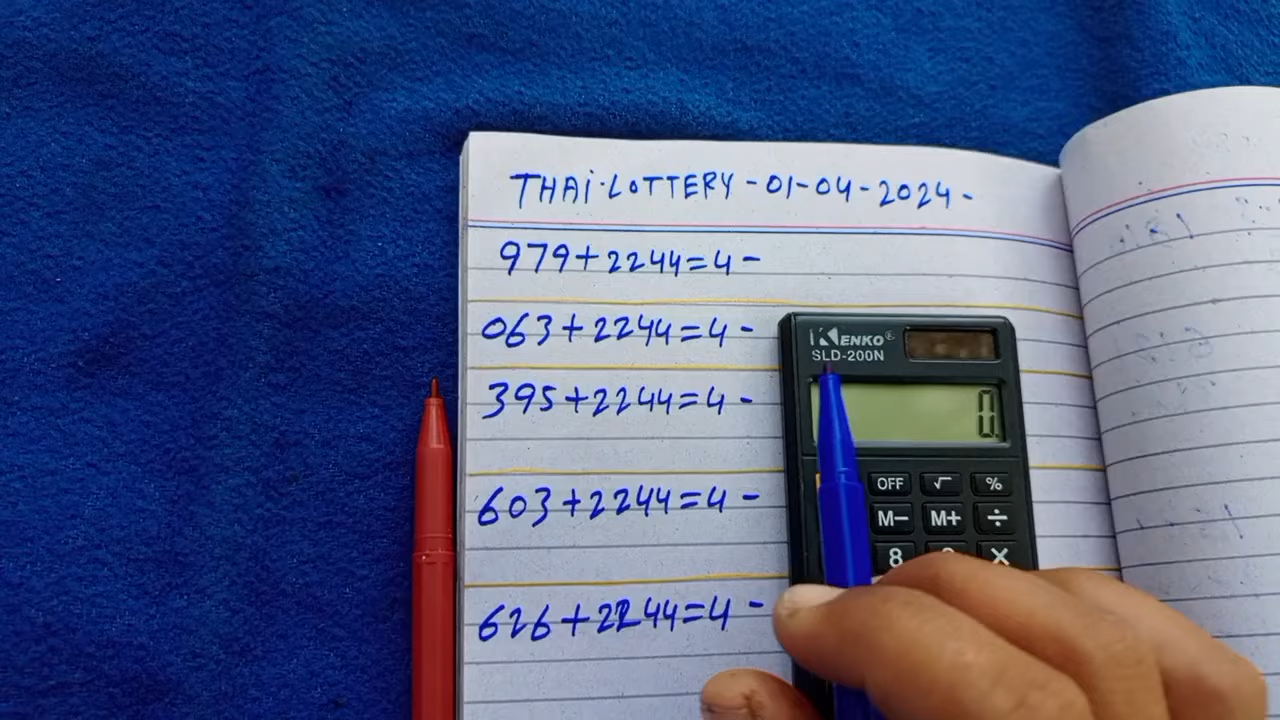 THAi·LOTTERY-01-04-2024-
979+2244=4-
063+2244=4-
395+2244=4-
603+2244=4-
626+2244=4-
KENKO®
SLD-200N
0.
OFF √ %
M– M+ ÷
8 ×